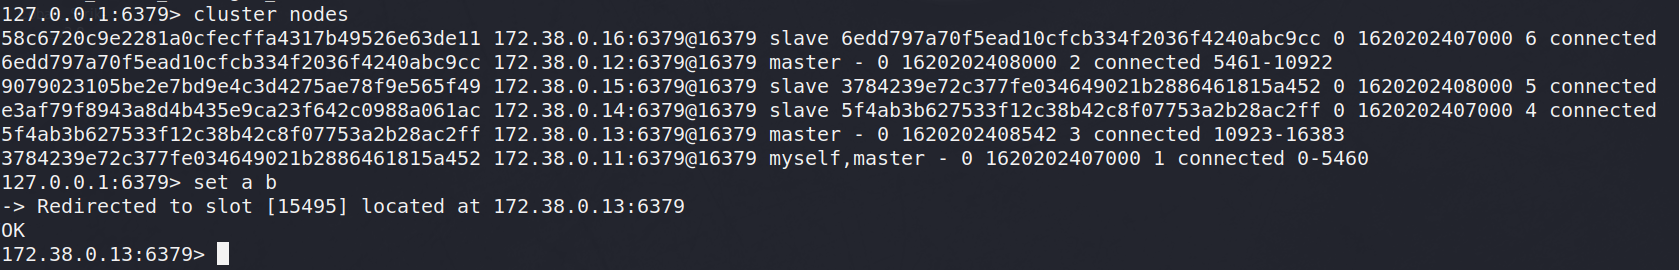 127.0.0.1:6379> cluster nodes
58c6720c9e2281a0cfecffa4317b49526e63de11 172.38.0.16:6379@16379 slave 6edd797a70f5ead10cfcb334f2036f4240abc9cc 0 1620202407000 6 connected
6edd797a70f5ead10cfcb334f2036f4240abc9cc 172.38.0.12:6379@16379 master - 0 1620202408000 2 connected 5461-10922
9079023105be2e7bd9e4c3d4275ae78f9e565f49 172.38.0.15:6379@16379 slave 3784239e72c377fe034649021b2886461815a452 0 1620202408000 5 connected
e3af79f8943a8d4b435e9ca23f642c0988a061ac 172.38.0.14:6379@16379 slave 5f4ab3b627533f12c38b42c8f07753a2b28ac2ff 0 1620202407000 4 connected
5f4ab3b627533f12c38b42c8f07753a2b28ac2ff 172.38.0.13:6379@16379 master - 0 1620202408542 3 connected 10923-16383
3784239e72c377fe034649021b2886461815a452 172.38.0.11:6379@16379 myself,master - 0 1620202407000 1 connected 0-5460
127.0.0.1:6379> set a b
-> Redirected to slot [15495] located at 172.38.0.13:6379
OK
172.38.0.13:6379>